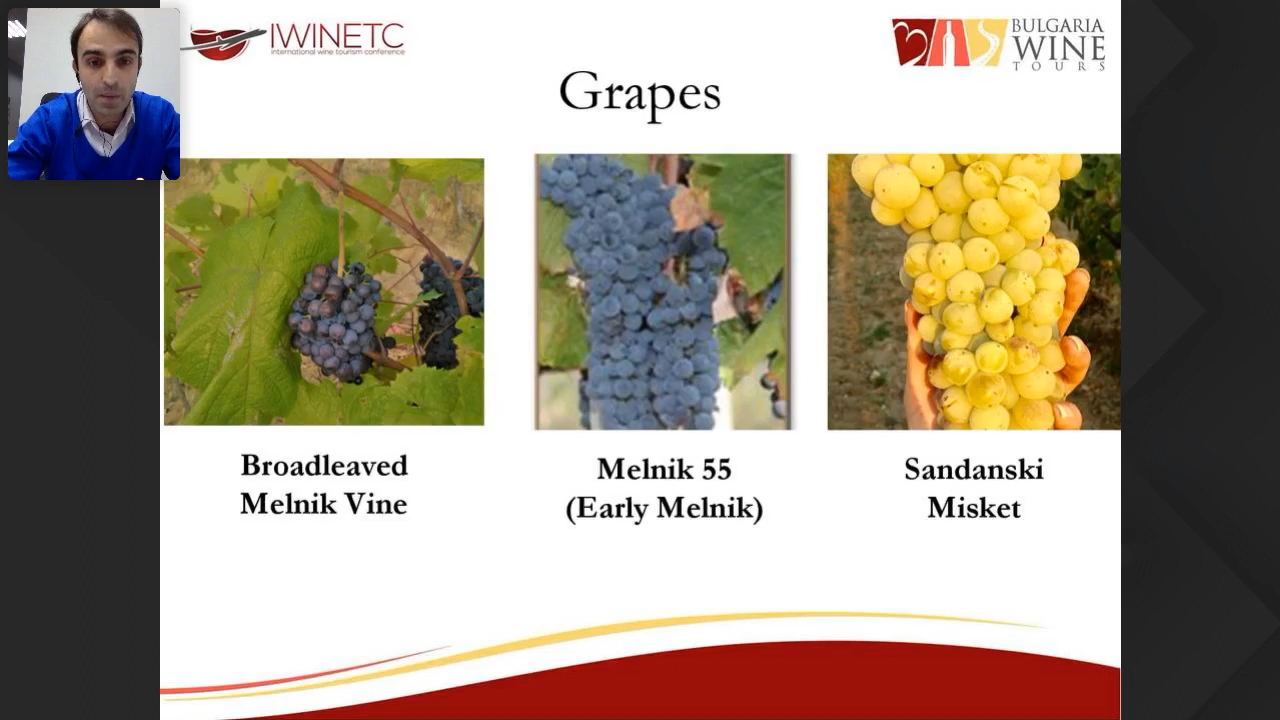 IWINETC
international wine tourism conference
BULGARIA
WINE
TOURS
Grapes
Broadleaved
Melnik Vine
Melnik 55
(Early Melnik)
Sandanski
Misket